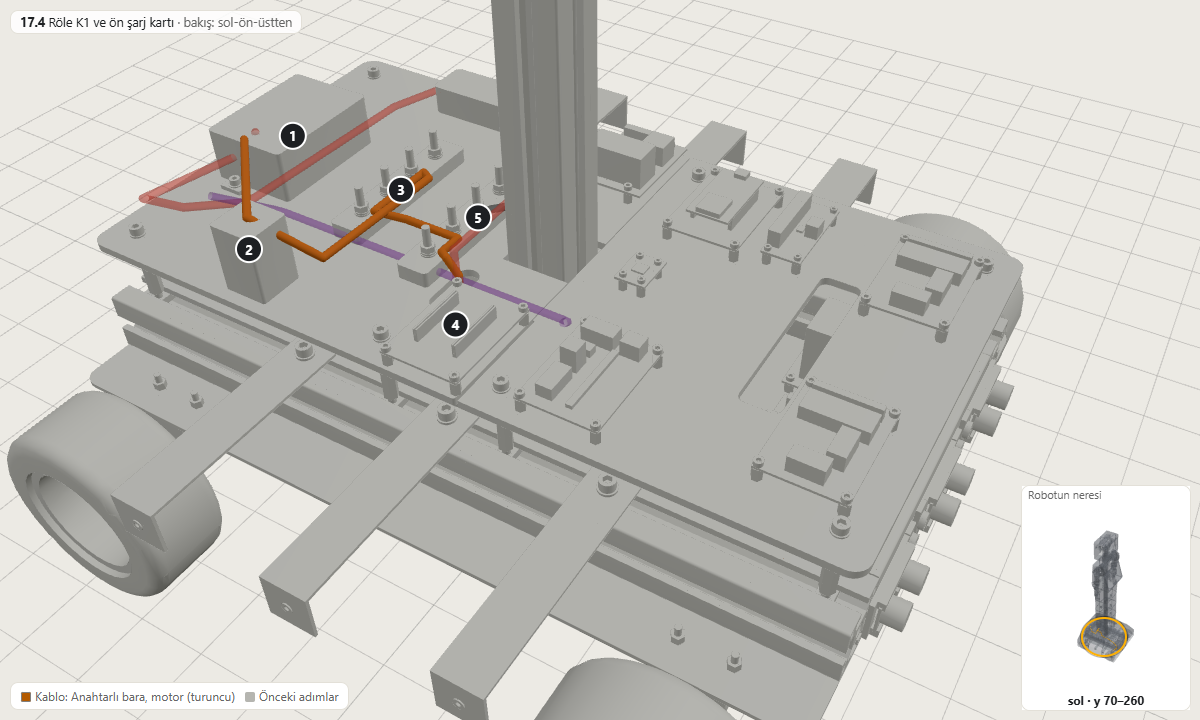 17.4 Röle K1 ve ön şarj kartı · bakış: sol-ön-üstten
1
2
3
5
4
Robotun neresi
sol · y 70–260
Kablo: Anahtarlı bara, motor (turuncu)
Önceki adımlar